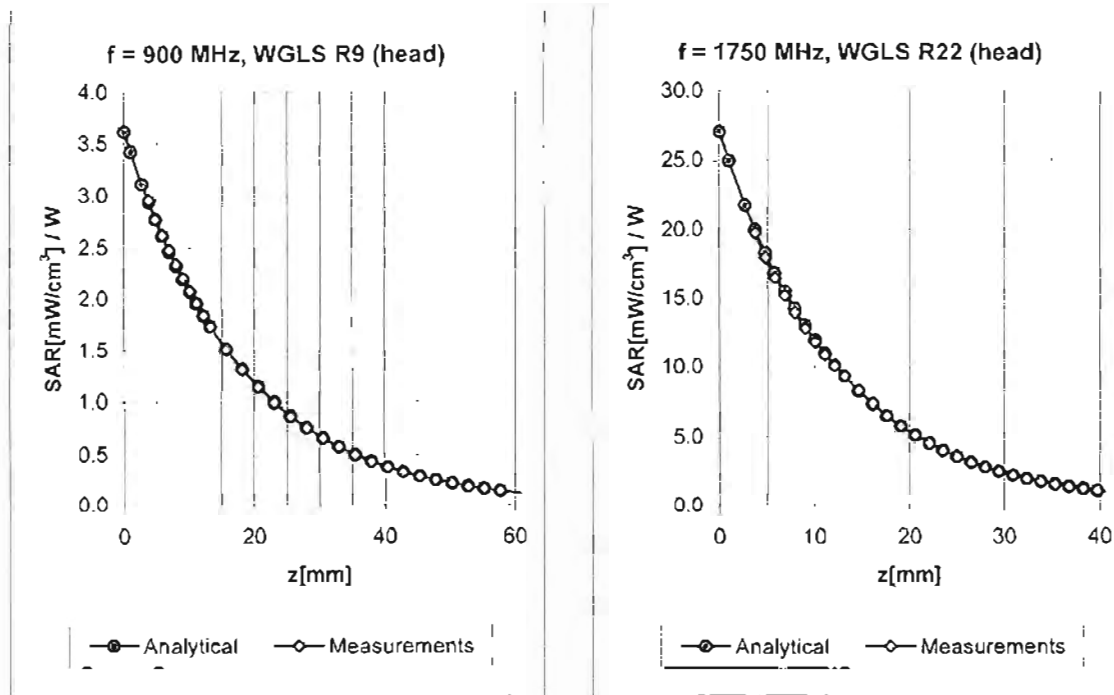 f = 900 MHz, WGLS R9 (head)
4.0
3.5
3.0
2.5
2.0
1.5
1.0
0.5
0.0
SAR[mW/cm³] / W
0 20 40 60
z[mm]
Analytical Measurements
f = 1750 MHz, WGLS R22 (head)
30.0
25.0
20.0
15.0
10.0
5.0
0.0
SAR[mW/cm³] / W
0 10 20 30 40
z[mm]
Analytical Measurements